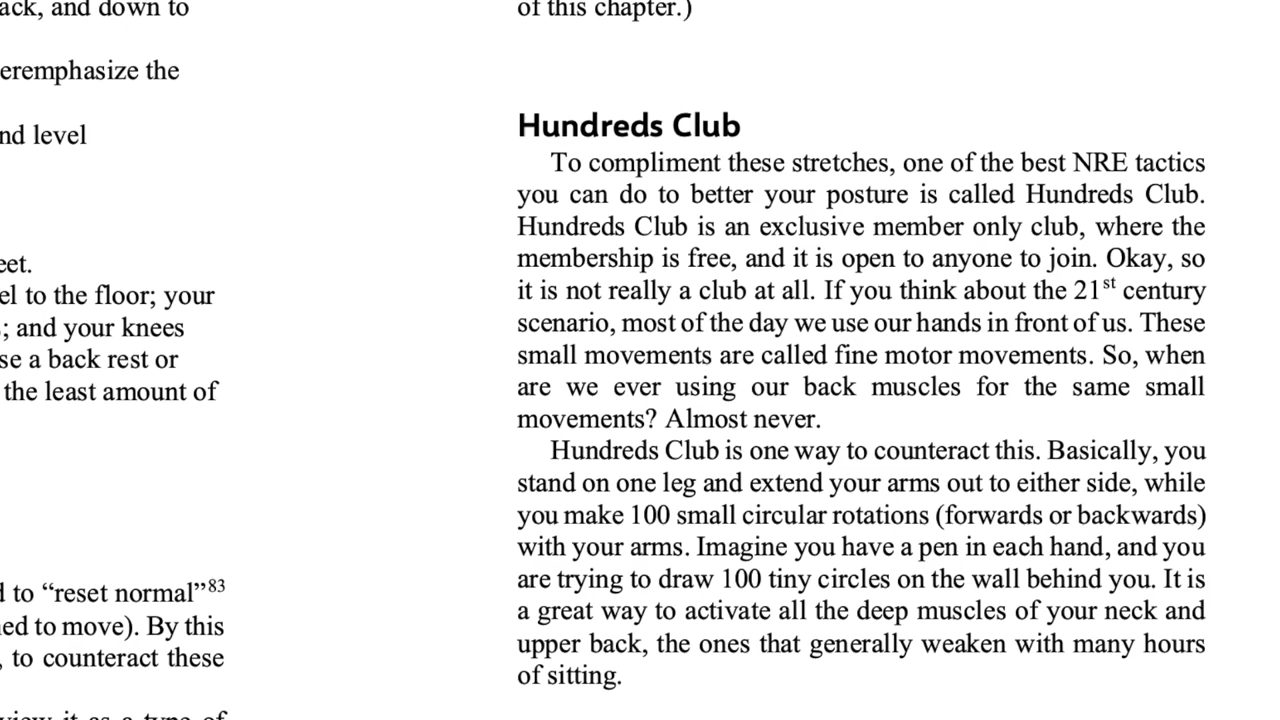 ack, and down to
eremphasize the
nd level
eet.
el to the floor; your
; and your knees
se a back rest or
the least amount of
to “reset normal”83
ed to move). By this
, to counteract these
view it as a type of
of this chapter.)
Hundreds Club
To compliment these stretches, one of the best NRE tactics
you can do to better your posture is called Hundreds Club.
Hundreds Club is an exclusive member only club, where the
membership is free, and it is open to anyone to join. Okay, so
it is not really a club at all. If you think about the 21st century
scenario, most of the day we use our hands in front of us. These
small movements are called fine motor movements. So, when
are we ever using our back muscles for the same small
movements? Almost never.
Hundreds Club is one way to counteract this. Basically, you
stand on one leg and extend your arms out to either side, while
you make 100 small circular rotations (forwards or backwards)
with your arms. Imagine you have a pen in each hand, and you
are trying to draw 100 tiny circles on the wall behind you. It is
a great way to activate all the deep muscles of your neck and
upper back, the ones that generally weaken with many hours
of sitting.